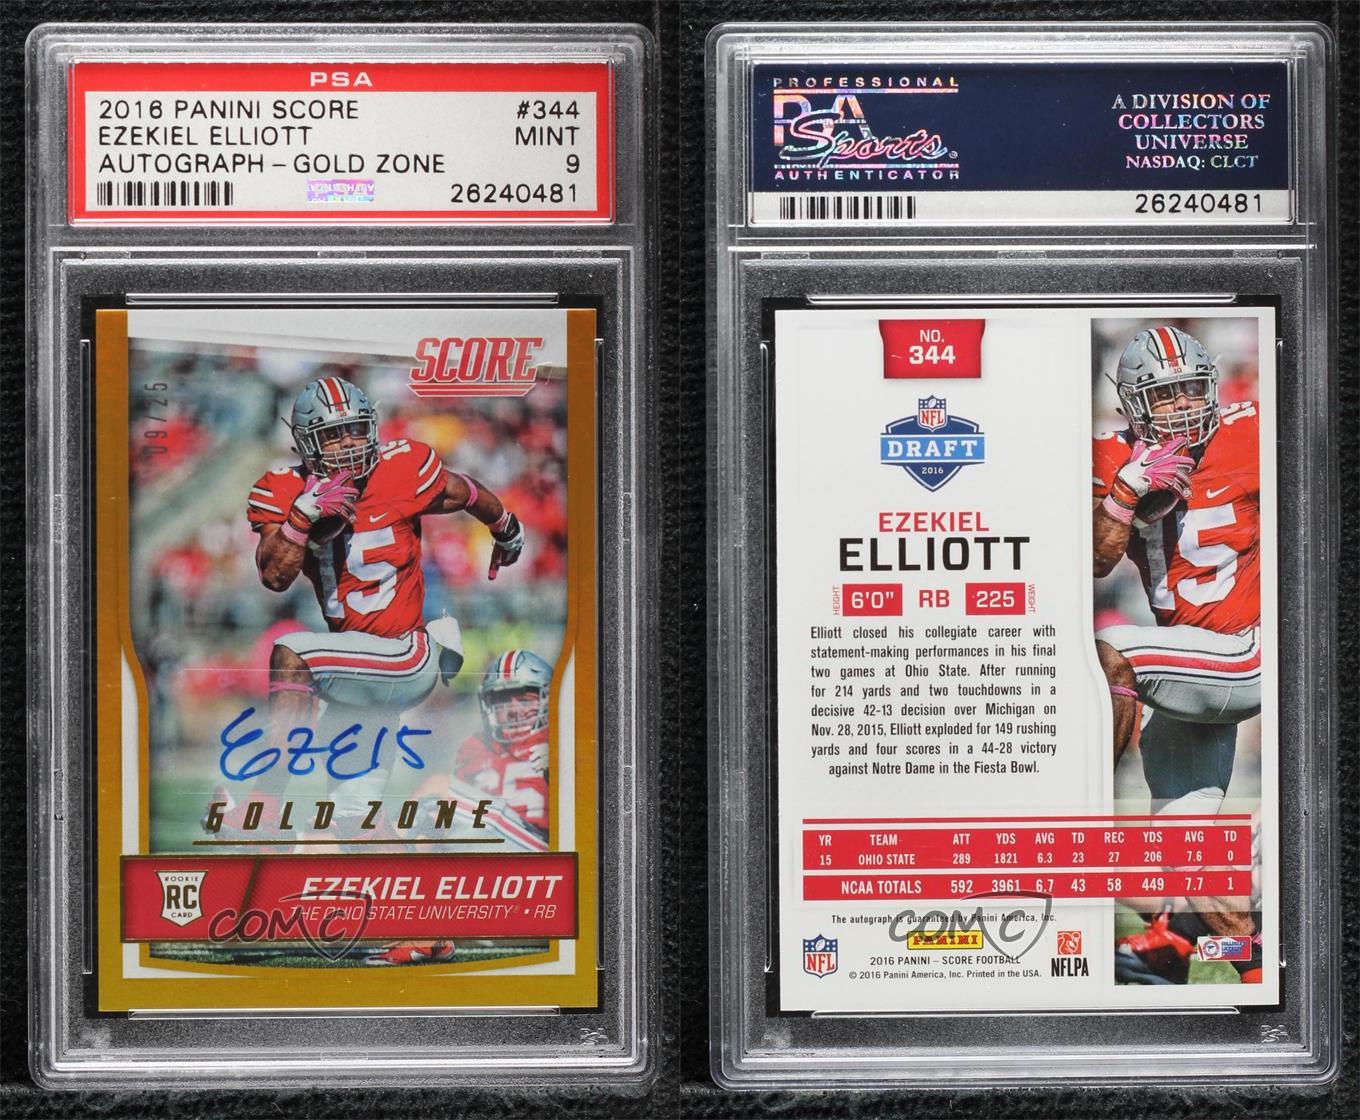 PSA
2016 PANINI SCORE #344
EZEKIEL ELLIOTT MINT
AUTOGRAPH - GOLD ZONE 9
26240481
SCORE
09/25
15
15
EZE15
GOLD ZONE
ROOKIE
RC
CARD
EZEKIEL ELLIOTT
THE OHIO STATE UNIVERSITY® • RB
COMC
PROFESSIONAL
PSA
Sports.
AUTHENTICATOR
A DIVISION OF
COLLECTORS
UNIVERSE
NASDAQ: CLCT
26240481
NO.
344
NFL
DRAFT
2016
EZEKIEL
ELLIOTT
HEIGHT 6'0" RB 225 WEIGHT
Elliott closed his collegiate career with
statement-making performances in his final
two games at Ohio State. After running
for 214 yards and two touchdowns in a
decisive 42-13 decision over Michigan on
Nov. 28, 2015, Elliott exploded for 149 rushing
yards and four scores in a 44-28 victory
against Notre Dame in the Fiesta Bowl.
YR TEAM ATT YDS AVG TD REC YDS AVG TD
15 OHIO STATE 289 1821 6.3 23 27 206 7.6 0
NCAA TOTALS 592 3961 6.7 43 58 449 7.7 1
The autograph is guaranteed by Panini America, Inc.
COMC
PANINI
NFL
2016 PANINI – SCORE FOOTBALL
© 2016 Panini America, Inc. Printed in the USA.
NFLPA